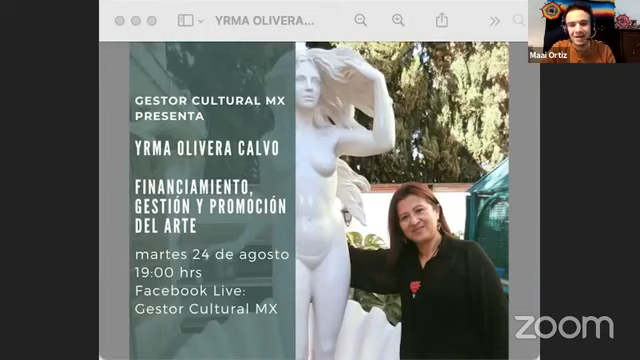 YRMA OLIVERA...
Maai Ortiz
GESTOR CULTURAL MX
PRESENTA
YRMA OLIVERA CALVO
FINANCIAMIENTO,
GESTIÓN Y PROMOCIÓN
DEL ARTE
martes 24 de agosto
19:00 hrs
Facebook Live:
Gestor Cultural MX
zoom